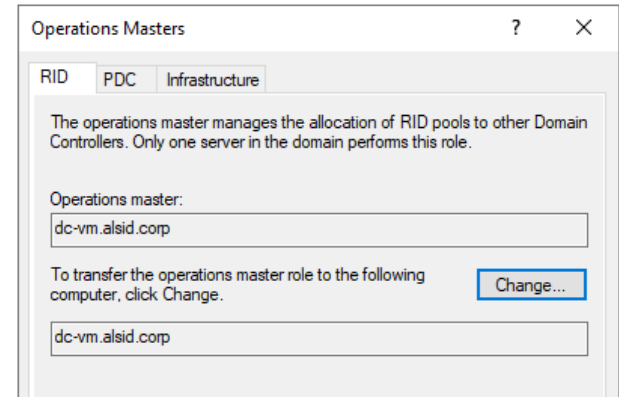 Operations Masters ? ×
RID PDC Infrastructure
The operations master manages the allocation of RID pools to other Domain
Controllers. Only one server in the domain performs this role.
Operations master:
dc-vm.alsid.corp
To transfer the operations master role to the following
computer, click Change.
Change...
dc-vm.alsid.corp